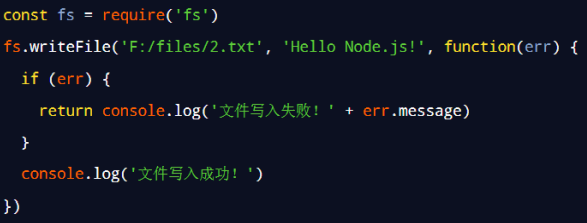 const fs = require('fs')
fs.writeFile('F:/files/2.txt', 'Hello Node.js!', function(err) {
  if (err) {
    return console.log('文件写入失败！' + err.message)
  }
  console.log('文件写入成功！')
})